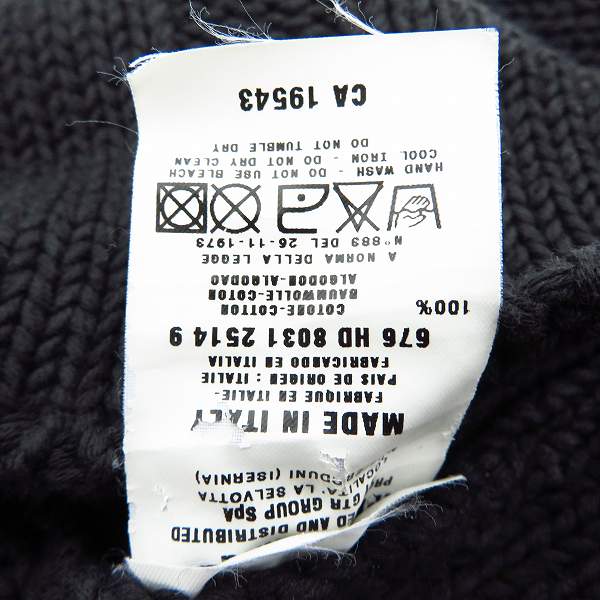 ED AND DISTRIBUTED
GTR GROUP SpA
LA SELVOTTA
(ISERNIA)
MADE IN ITALY
FABRIQUE EN ITALIE-
PAIS DE ORIGEN : ITALIE
FABRICANDO EN ITALIA
676 HD 8031 2514 9
100% COTONE-COTTON
BAUMWOLLE-COTON
ALGODON-ALGODAO
A NORMA DELLA LEGGE
N°883 DEL 26-11-1973
HAND WASH - DO NOT USE BLEACH
COOL IRON - DO NOT DRY CLEAN
DO NOT TUMBLE DRY
CA 19543